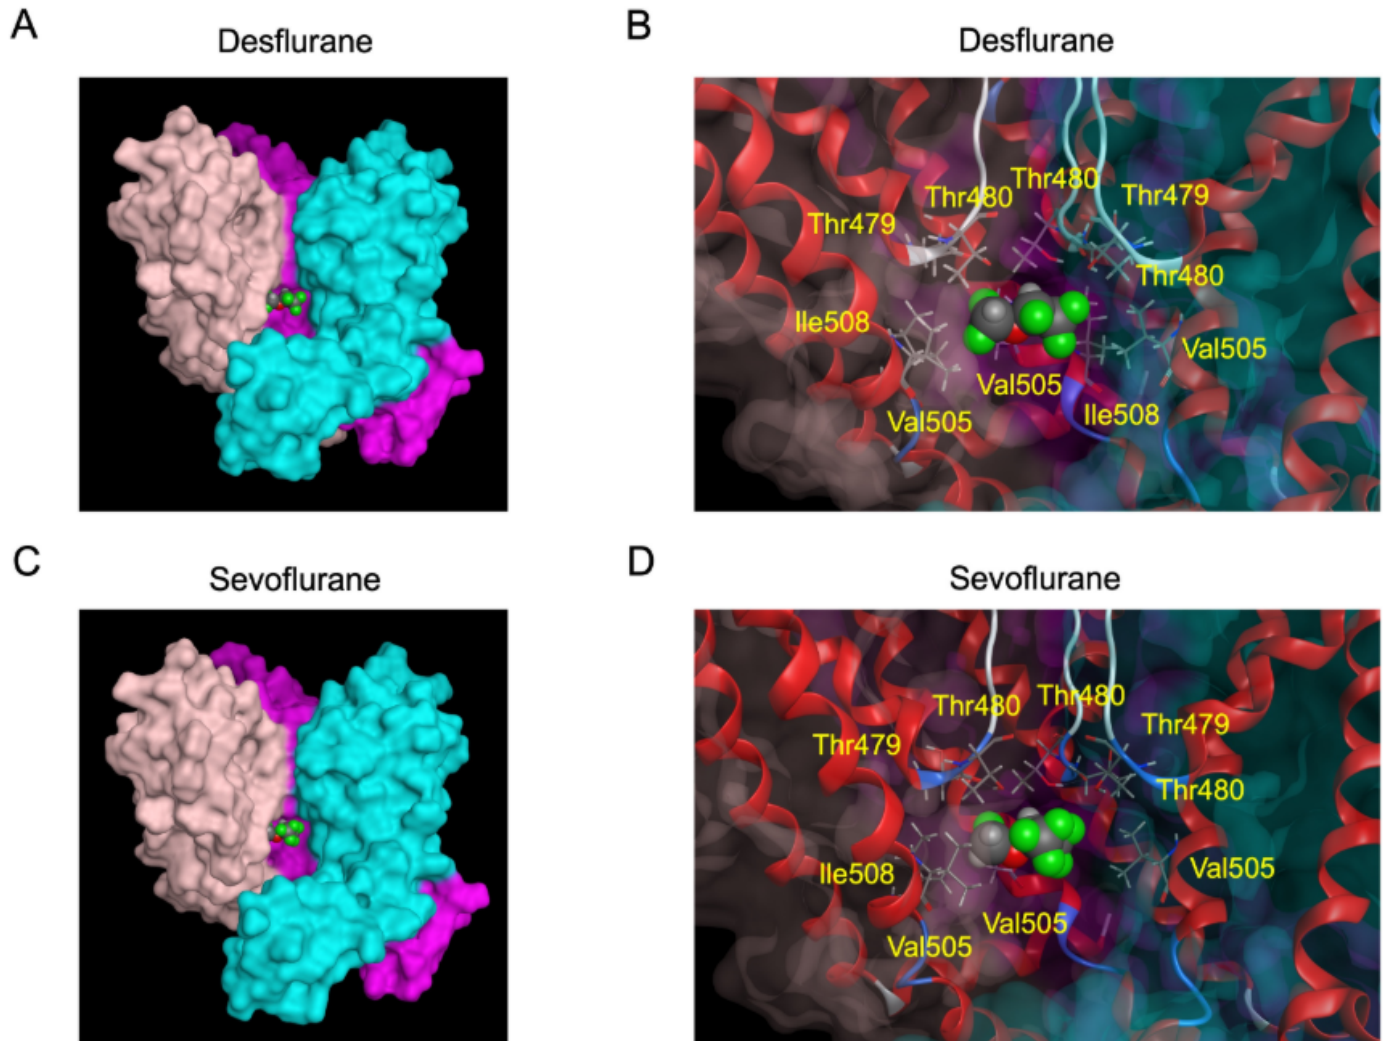 A
Desflurane
B
Desflurane
Thr480
Thr480
Thr479
Thr479
Thr480
Ile508
Val505
Val505
Ile508
Val505
C
Sevoflurane
D
Sevoflurane
Thr480
Thr480
Thr479
Thr479
Thr480
Ile508
Val505
Val505
Val505